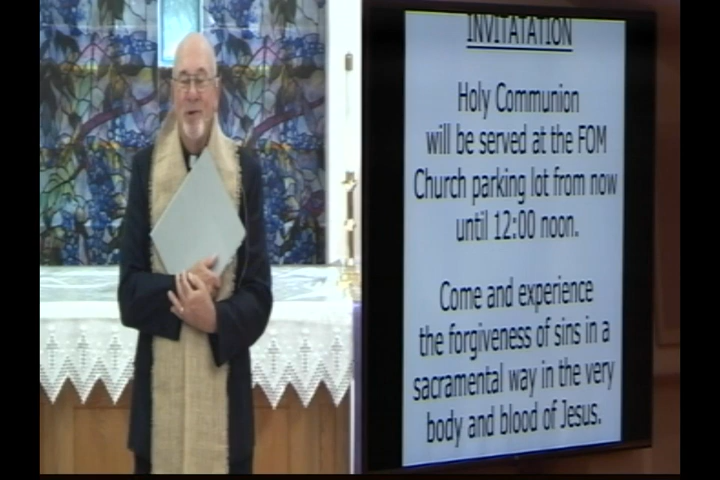 INVITATATION
Holy Communion
will be served at the FOM
Church parking lot from now
until 12:00 noon.
Come and experience
the forgiveness of sins in a
sacramental way in the very
body and blood of Jesus.